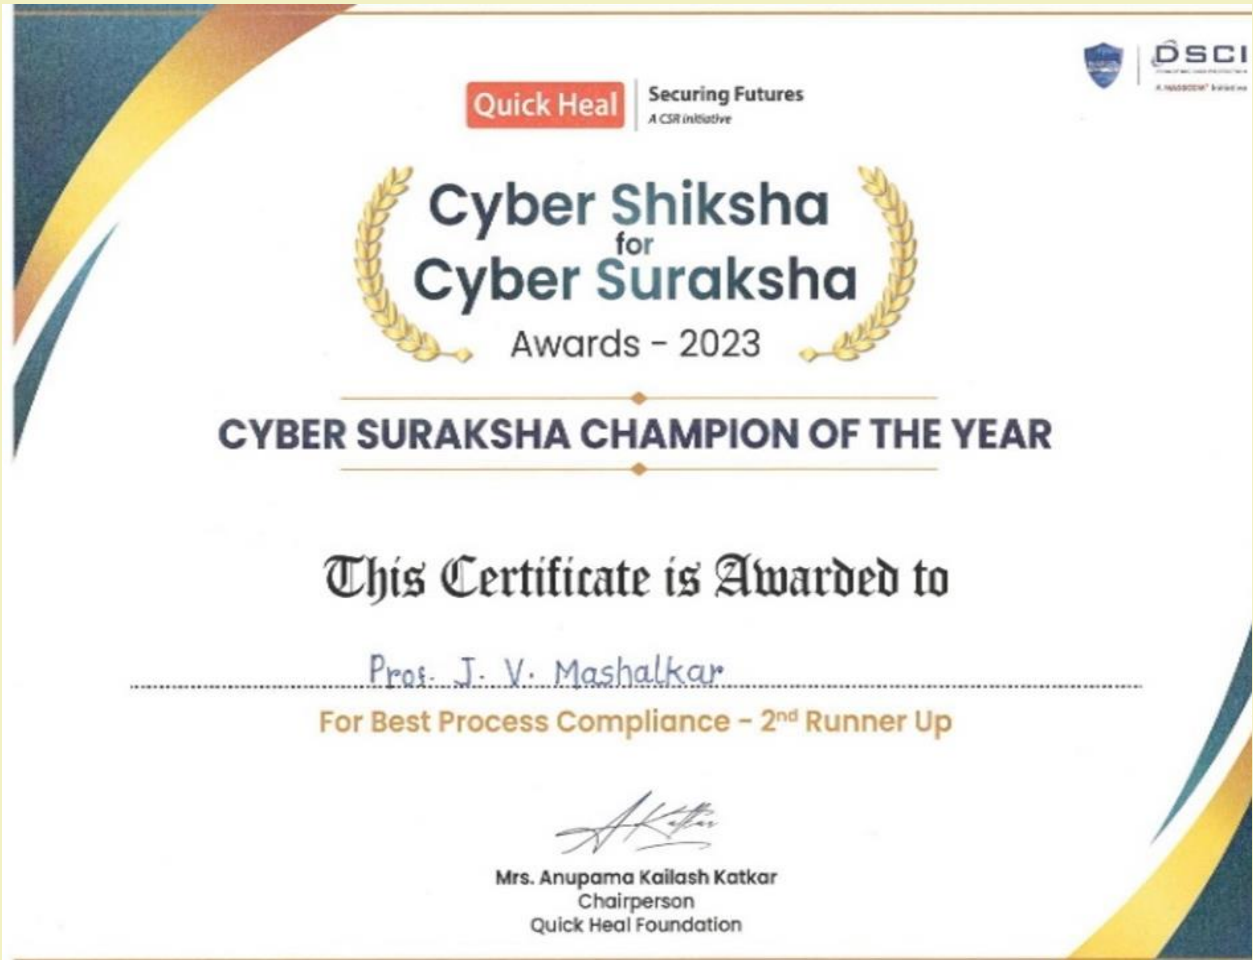 Quick Heal
Securing Futures
A CSR initiative
DSCI
A NASSCOM® Initiative
Cyber Shiksha
for
Cyber Suraksha
Awards - 2023
CYBER SURAKSHA CHAMPION OF THE YEAR
This Certificate is Awarded to
Prof. J. V. Mashalkar
For Best Process Compliance - 2nd Runner Up
Mrs. Anupama Kailash Katkar
Chairperson
Quick Heal Foundation